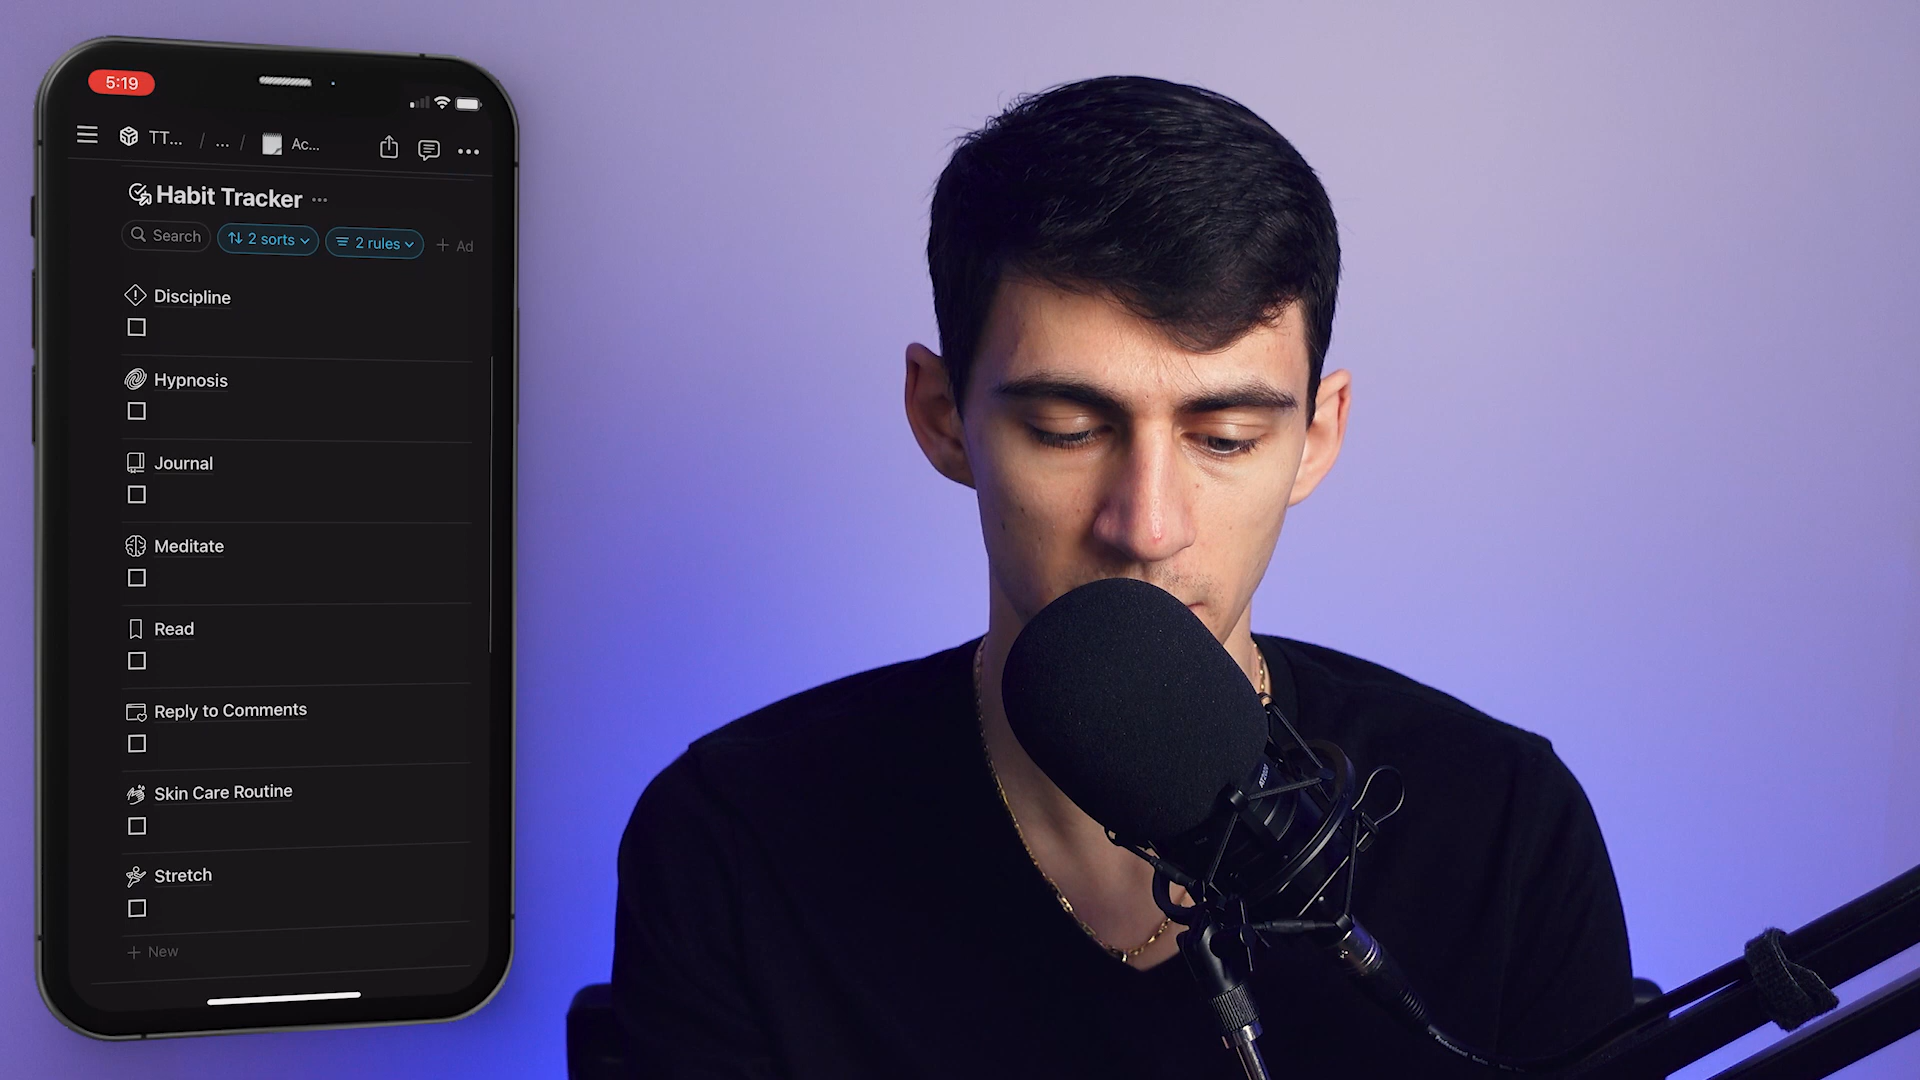 5:19
TT... / ... / Ac...
Habit Tracker ...
Search 2 sorts 2 rules + Ad
Discipline
Hypnosis
Journal
Meditate
Read
Reply to Comments
Skin Care Routine
Stretch
+ New